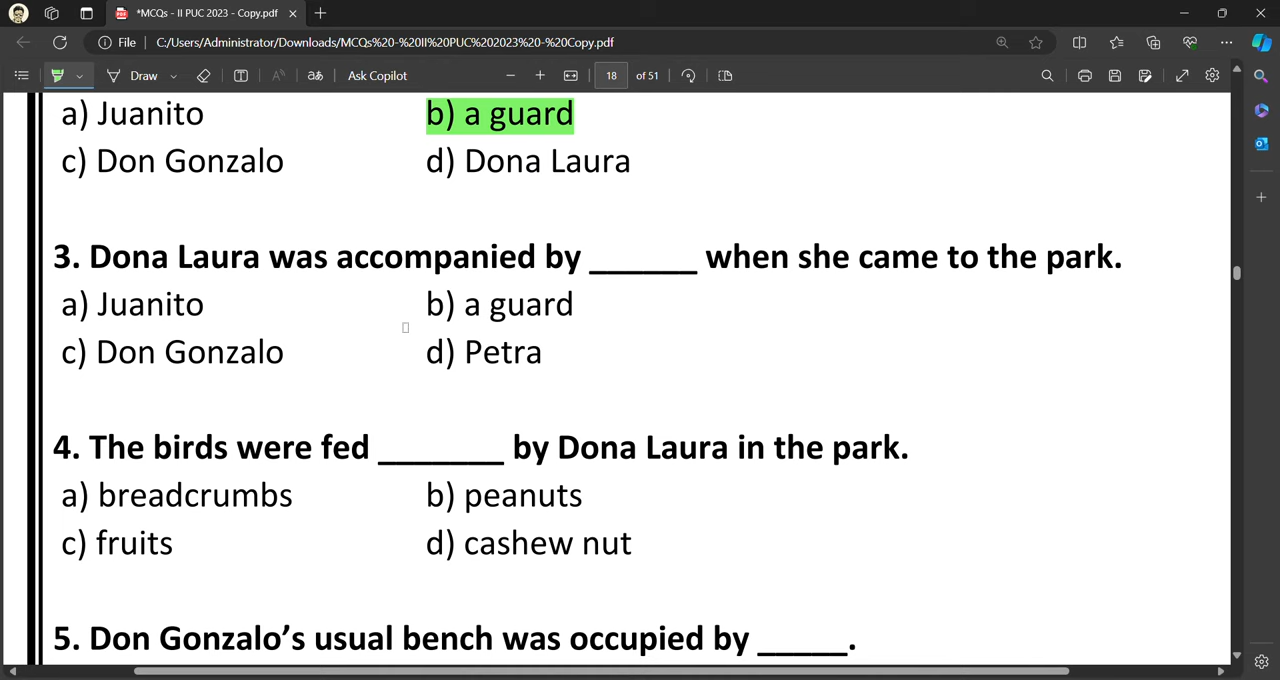 *MCQs - II PUC 2023 - Copy.pdf
File C:/Users/Administrator/Downloads/MCQs%20-%20II%20PUC%202023%20-%20Copy.pdf
Draw Ask Copilot 18 of 51
a) Juanito b) a guard
c) Don Gonzalo d) Dona Laura
3. Dona Laura was accompanied by ______ when she came to the park.
a) Juanito b) a guard
c) Don Gonzalo d) Petra
4. The birds were fed _______ by Dona Laura in the park.
a) breadcrumbs b) peanuts
c) fruits d) cashew nut
5. Don Gonzalo’s usual bench was occupied by _____.